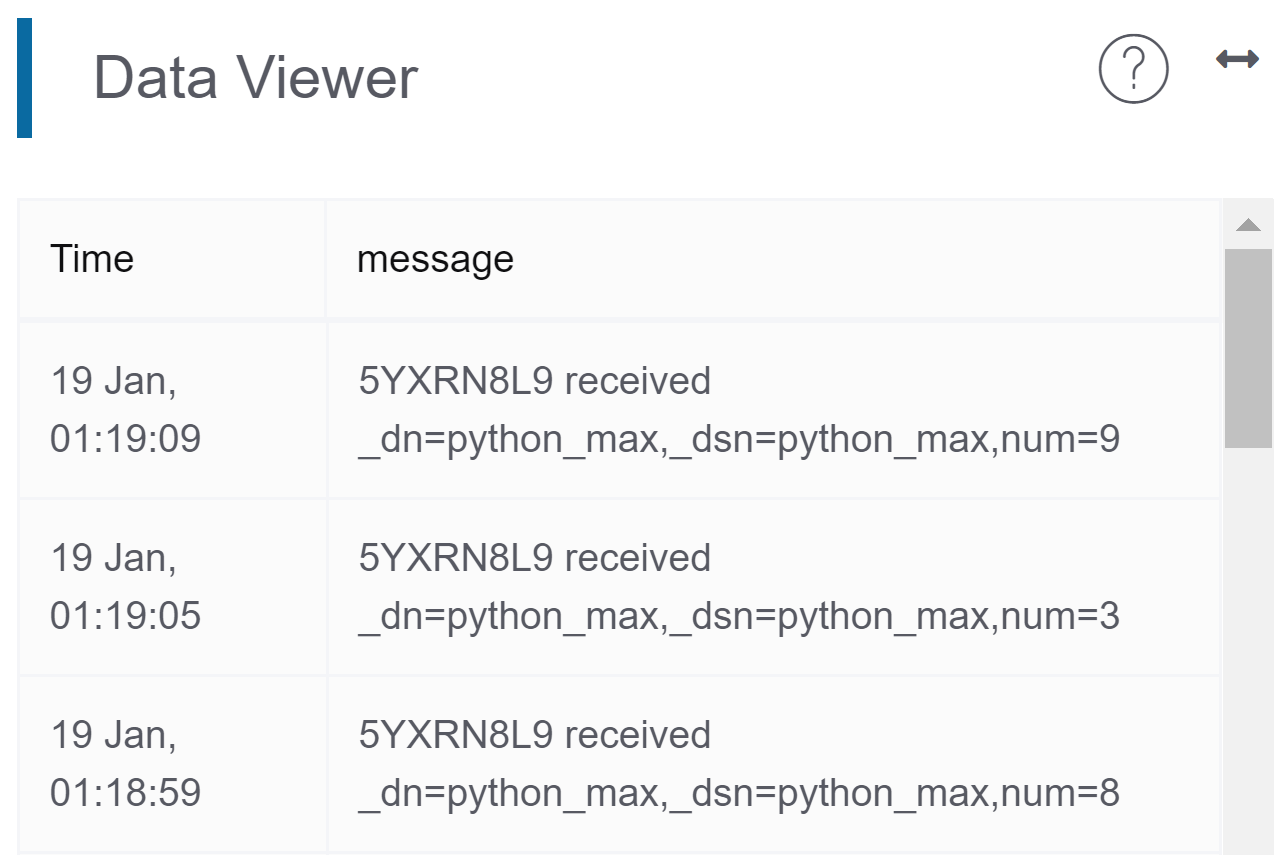 Data Viewer
?
Time message
19 Jan,
01:19:09
5YXRN8L9 received
_dn=python_max,_dsn=python_max,num=9
19 Jan,
01:19:05
5YXRN8L9 received
_dn=python_max,_dsn=python_max,num=3
19 Jan,
01:18:59
5YXRN8L9 received
_dn=python_max,_dsn=python_max,num=8